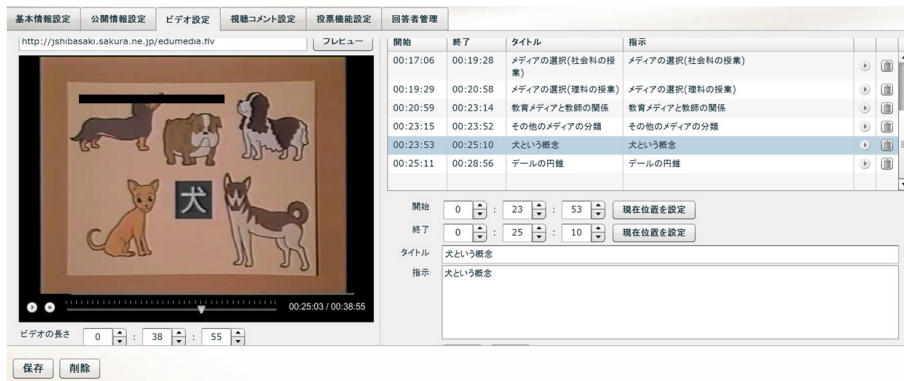 基本情報設定 公開情報設定 ビデオ設定 視聴コメント設定 投票機能設定 回答者管理
http://jshibasaki.sakura.ne.jp/edumedia.flv プレビュー
開始 終了 タイトル 指示
00:17:06 00:19:28 メディアの選択(社会科の授業) メディアの選択(社会科の授業)
00:19:29 00:20:58 メディアの選択(理科の授業) メディアの選択(理科の授業)
00:20:59 00:23:14 教育メディアと教師の関係 教育メディアと教師の関係
00:23:15 00:23:52 その他のメディアの分類 その他のメディアの分類
00:23:53 00:25:10 犬という概念 犬という概念
00:25:11 00:28:56 デールの円錐 デールの円錐
犬
00:25:03 / 00:38:55
ビデオの長さ 0 : 38 : 55
開始 0 : 23 : 53 現在位置を設定
終了 0 : 25 : 10 現在位置を設定
タイトル 犬という概念
指示 犬という概念
保存 削除